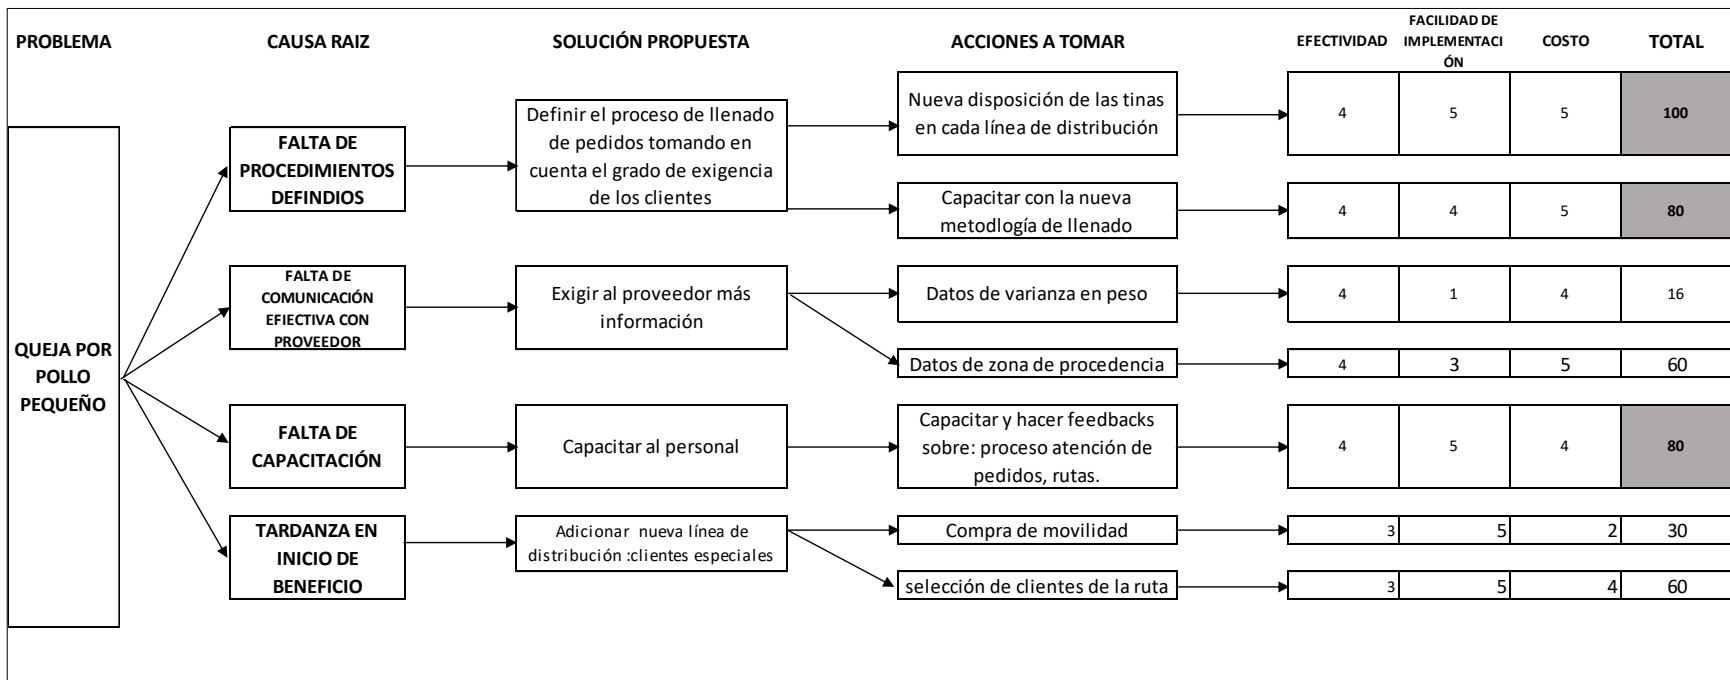 PROBLEMA
CAUSA RAIZ
SOLUCIÓN PROPUESTA
ACCIONES A TOMAR
EFECTIVIDAD
FACILIDAD DE
IMPLEMENTACI
ÓN
COSTO
TOTAL
QUEJA POR
POLLO
PEQUEÑO
FALTA DE
PROCEDIMIENTOS
DEFINDIOS
Definir el proceso de llenado
de pedidos tomando en
cuenta el grado de exigencia
de los clientes
Nueva disposición de las tinas
en cada línea de distribución
4 5 5 100
Capacitar con la nueva
metodlogía de llenado
4 4 5 80
FALTA DE
COMUNICACIÓN
EFIECTIVA CON
PROVEEDOR
Exigir al proveedor más
información
Datos de varianza en peso
4 1 4 16
Datos de zona de procedencia
4 3 5 60
FALTA DE
CAPACITACIÓN
Capacitar al personal
Capacitar y hacer feedbacks
sobre: proceso atención de
pedidos, rutas.
4 5 4 80
TARDANZA EN
INICIO DE
BENEFICIO
Adicionar nueva línea de
distribución :clientes especiales
Compra de movilidad
3 5 2 30
selección de clientes de la ruta
3 5 4 60